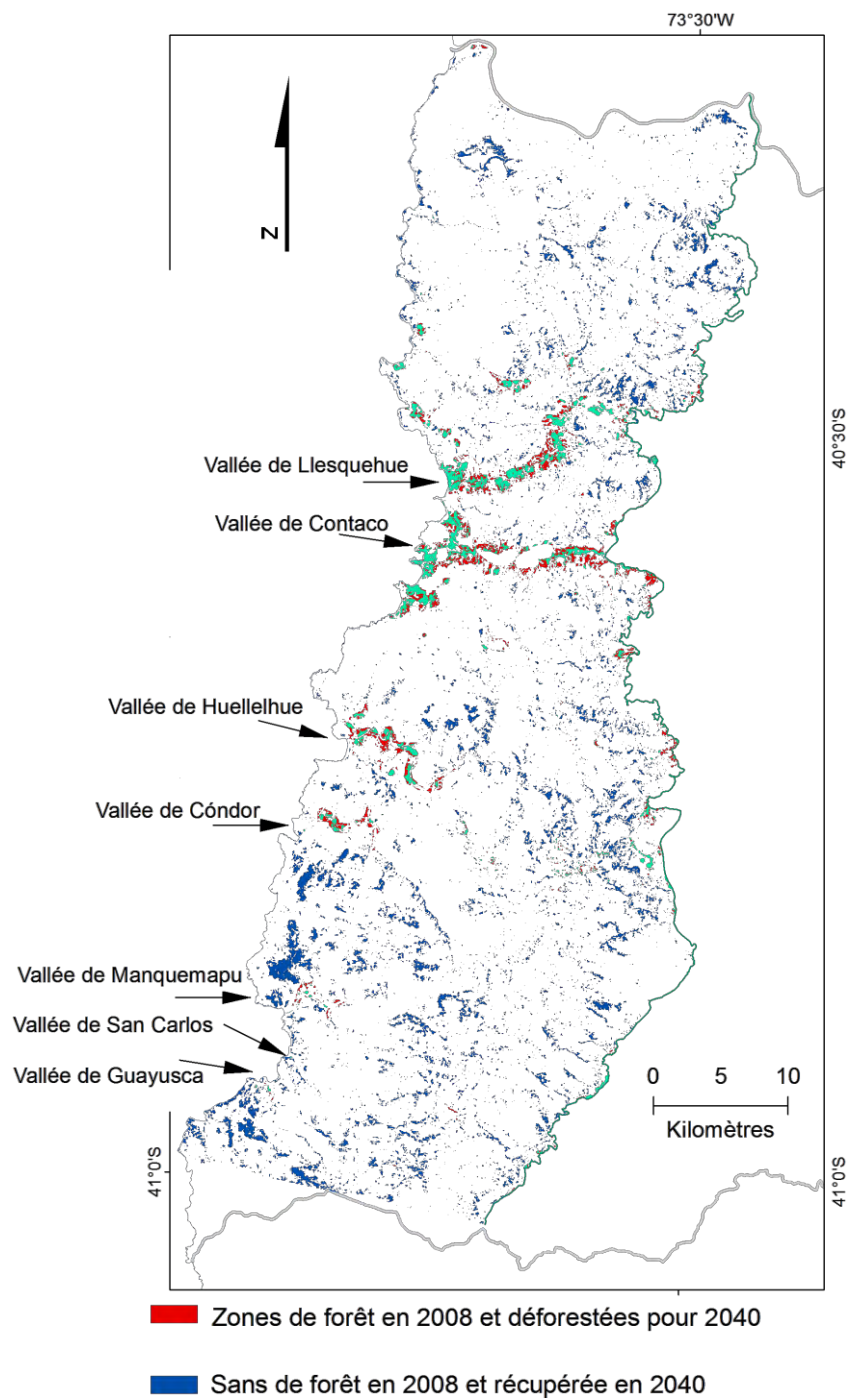 73°30'W
Z
40°30'S
Vallée de Llesquehue
Vallée de Contaco
Vallée de Huellelhue
Vallée de Cóndor
Vallée de Manquemapu
Vallée de San Carlos
Vallée de Guayusca
0 10
Kilomètres
41°0'S
41°0'S
Zones de forêt en 2008 et déforestées pour 2040
Sans de forêt en 2008 et récupérée en 2040